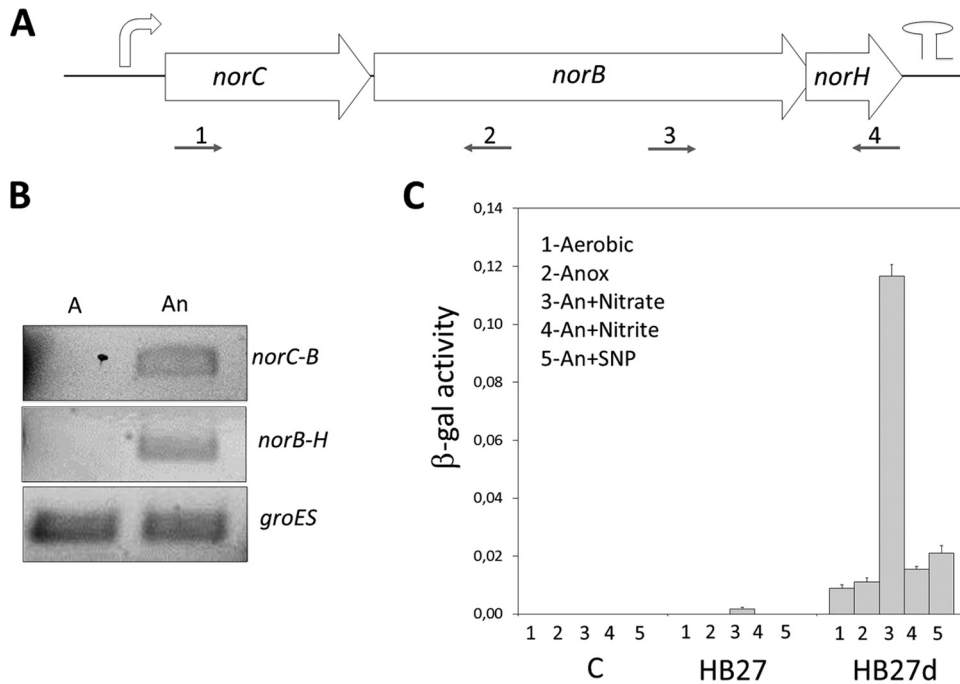 A
norC norB norH
1 2 3 4
B
A An
norC-B
norB-H
groES
C
β-gal activity
0,14
0,12
0,10
0,08
0,06
0,04
0,02
0,00
1-Aerobic
2-Anox
3-An+Nitrate
4-An+Nitrite
5-An+SNP
1 2 3 4 5 1 2 3 4 5 1 2 3 4 5
C HB27 HB27d